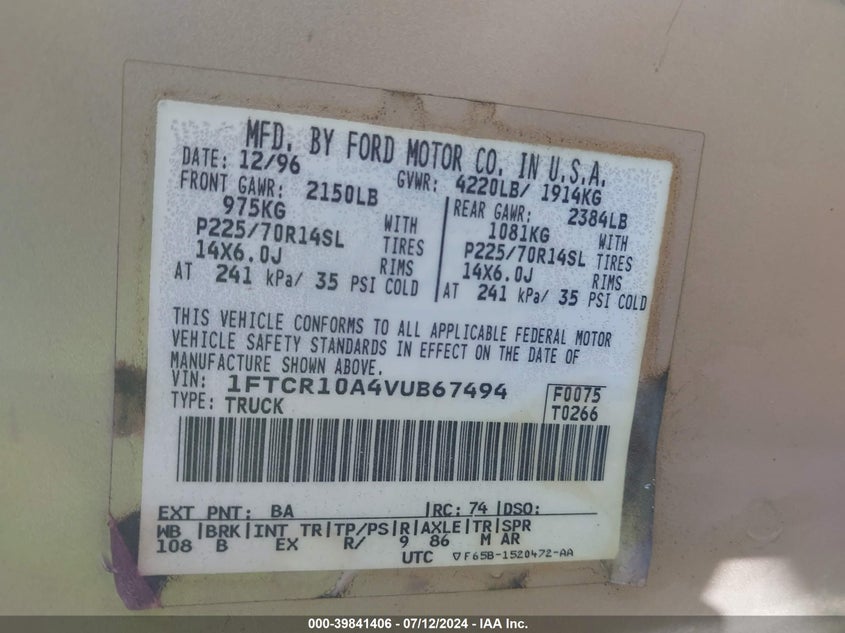 MFD. BY FORD MOTOR CO. IN U.S.A.
DATE: 12/96 GVWR: 4220LB/ 1914KG
FRONT GAWR: 2150LB REAR GAWR: 2384LB
975KG WITH 1081KG WITH
P225/70R14SL TIRES P225/70R14SL TIRES
14X6.0J RIMS 14X6.0J RIMS
AT 241 kPa/ 35 PSI COLD AT 241 kPa/ 35 PSI COLD
THIS VEHICLE CONFORMS TO ALL APPLICABLE FEDERAL MOTOR
VEHICLE SAFETY STANDARDS IN EFFECT ON THE DATE OF
MANUFACTURE SHOWN ABOVE.
VIN: 1FTCR10A4VUB67494 F0075
TYPE: TRUCK T0266
EXT PNT: BA |RC: 74 |DSO:
WB |BRK|INT TR|TP/PS|R|AXLE|TR|SPR
108 B EX R/ 9 86 M AR
UTC ▽F65B-1520472-AA
000-39841406 - 07/12/2024 - IAA Inc.